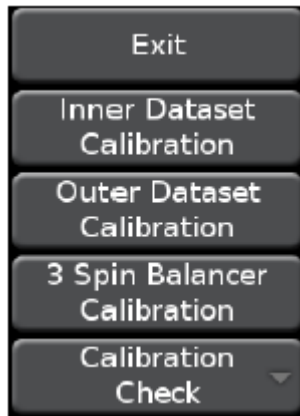 Exit
Inner Dataset
Calibration
Outer Dataset
Calibration
3 Spin Balancer
Calibration
Calibration
Check